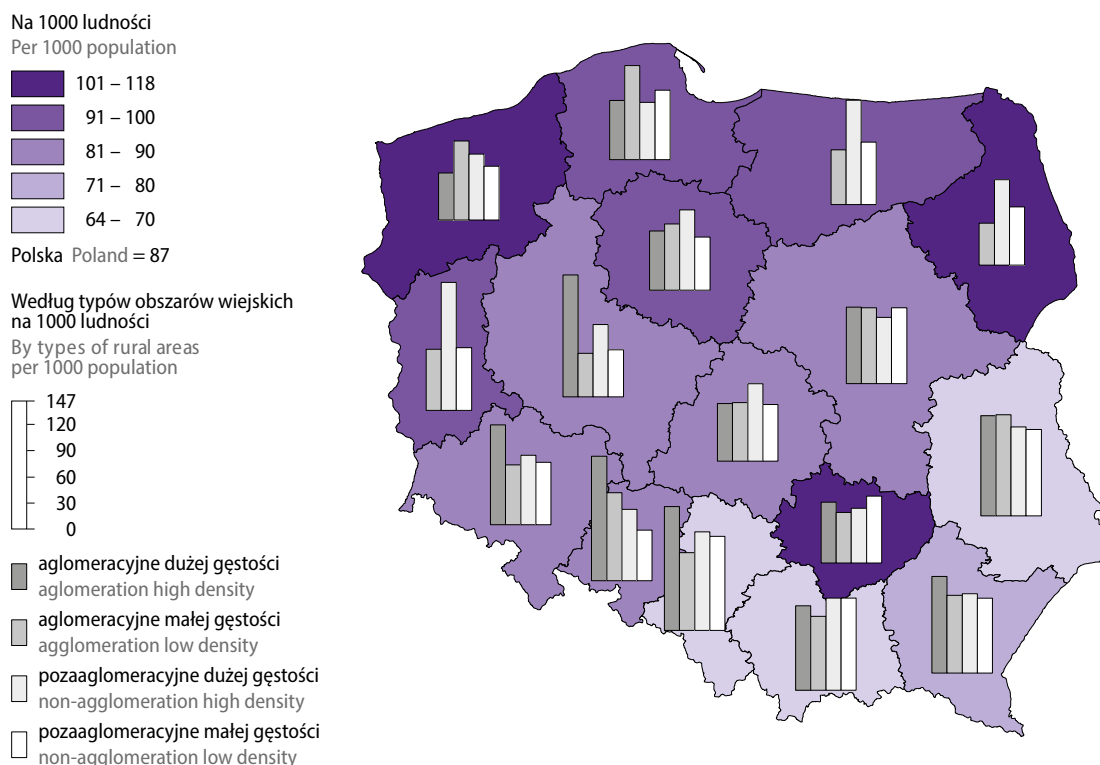 Na 1000 ludności
Per 1000 population
101 – 118
91 – 100
81 – 90
71 – 80
64 – 70
Polska Poland = 87
Według typów obszarów wiejskich
na 1000 ludności
By types of rural areas
per 1000 population
147
120
90
60
30
0
aglomeracyjne dużej gęstości
aglomeration high density
aglomeracyjne małej gęstości
agglomeration low density
pozaaglomeracyjne dużej gęstości
non-agglomeration high density
pozaaglomeracyjne małej gęstości
non-agglomeration low density